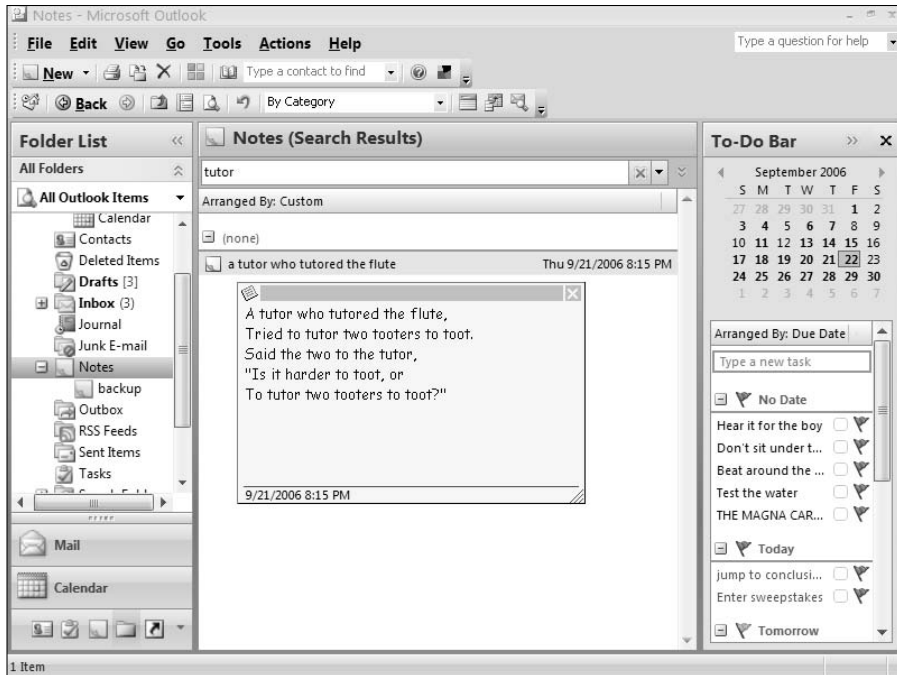 Notes - Microsoft Outlook
File Edit View Go Tools Actions Help
Type a question for help
New
Type a contact to find
Back
By Category
Folder List
All Folders
All Outlook Items
Calendar
Contacts
Deleted Items
Drafts [3]
Inbox (3)
Journal
Junk E-mail
Notes
backup
Outbox
RSS Feeds
Sent Items
Tasks
Mail
Calendar
Notes (Search Results)
tutor
Arranged By: Custom
(none)
a tutor who tutored the flute Thu 9/21/2006 8:15 PM
A tutor who tutored the flute,
Tried to tutor two tooters to toot.
Said the two to the tutor,
"Is it harder to toot, or
To tutor two tooters to toot?"
9/21/2006 8:15 PM
To-Do Bar
September 2006
S M T W T F S
27 28 29 30 31 1 2
3 4 5 6 7 8 9
10 11 12 13 14 15 16
17 18 19 20 21 22 23
24 25 26 27 28 29 30
1 2 3 4 5 6 7
Arranged By: Due Date
Type a new task
No Date
Hear it for the boy
Don't sit under t...
Beat around the ...
Test the water
THE MAGNA CAR...
Today
jump to conclusi...
Enter sweepstakes
Tomorrow
1 Item